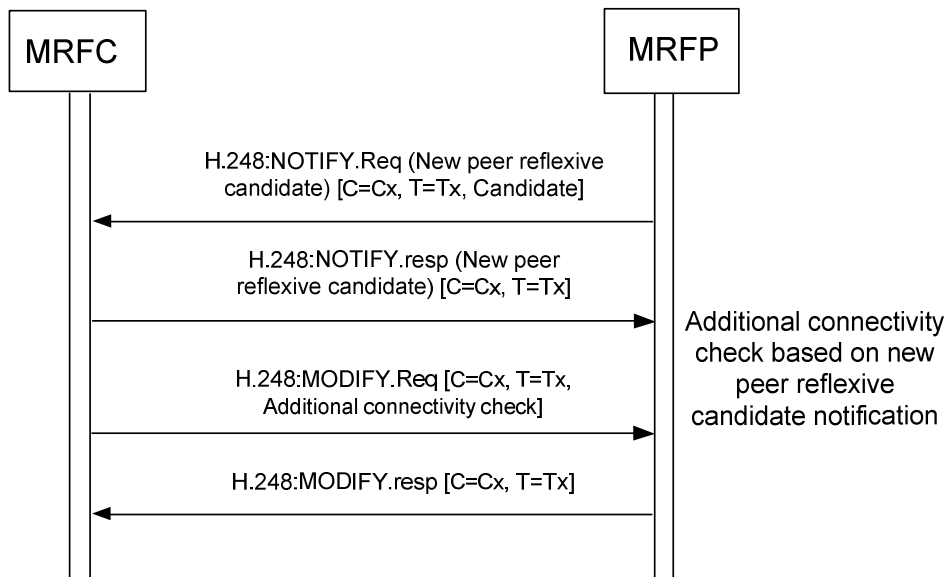 MRFC
MRFP
H.248:NOTIFY.Req (New peer reflexive
candidate) [C=Cx, T=Tx, Candidate]
H.248:NOTIFY.resp (New peer
reflexive candidate) [C=Cx, T=Tx]
Additional connectivity
check based on new
peer reflexive
candidate notification
H.248:MODIFY.Req [C=Cx, T=Tx,
Additional connectivity check]
H.248:MODIFY.resp [C=Cx, T=Tx]